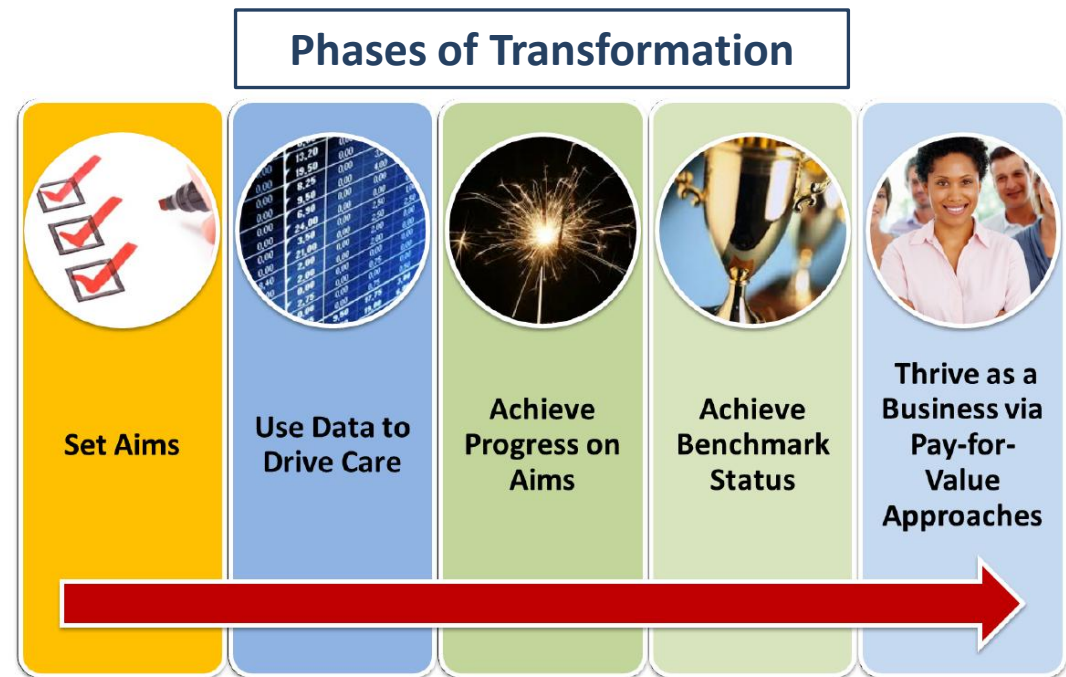 Phases of Transformation
Set Aims
Use Data to
Drive Care
Achieve
Progress on
Aims
Achieve
Benchmark
Status
Thrive as a
Business via
Pay-for-
Value
Approaches